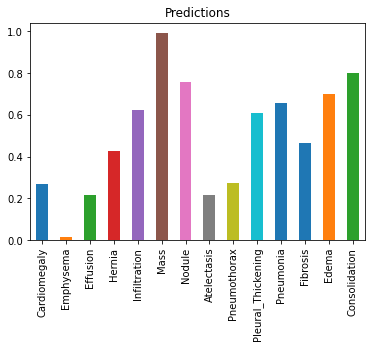 Predictions
1.0
0.8
0.6
0.4
0.2
0.0
Cardiomegaly
Emphysema
Effusion
Hernia
Infiltration
Mass
Nodule
Atelectasis
Pneumothorax
Pleural_Thickening
Pneumonia
Fibrosis
Edema
Consolidation